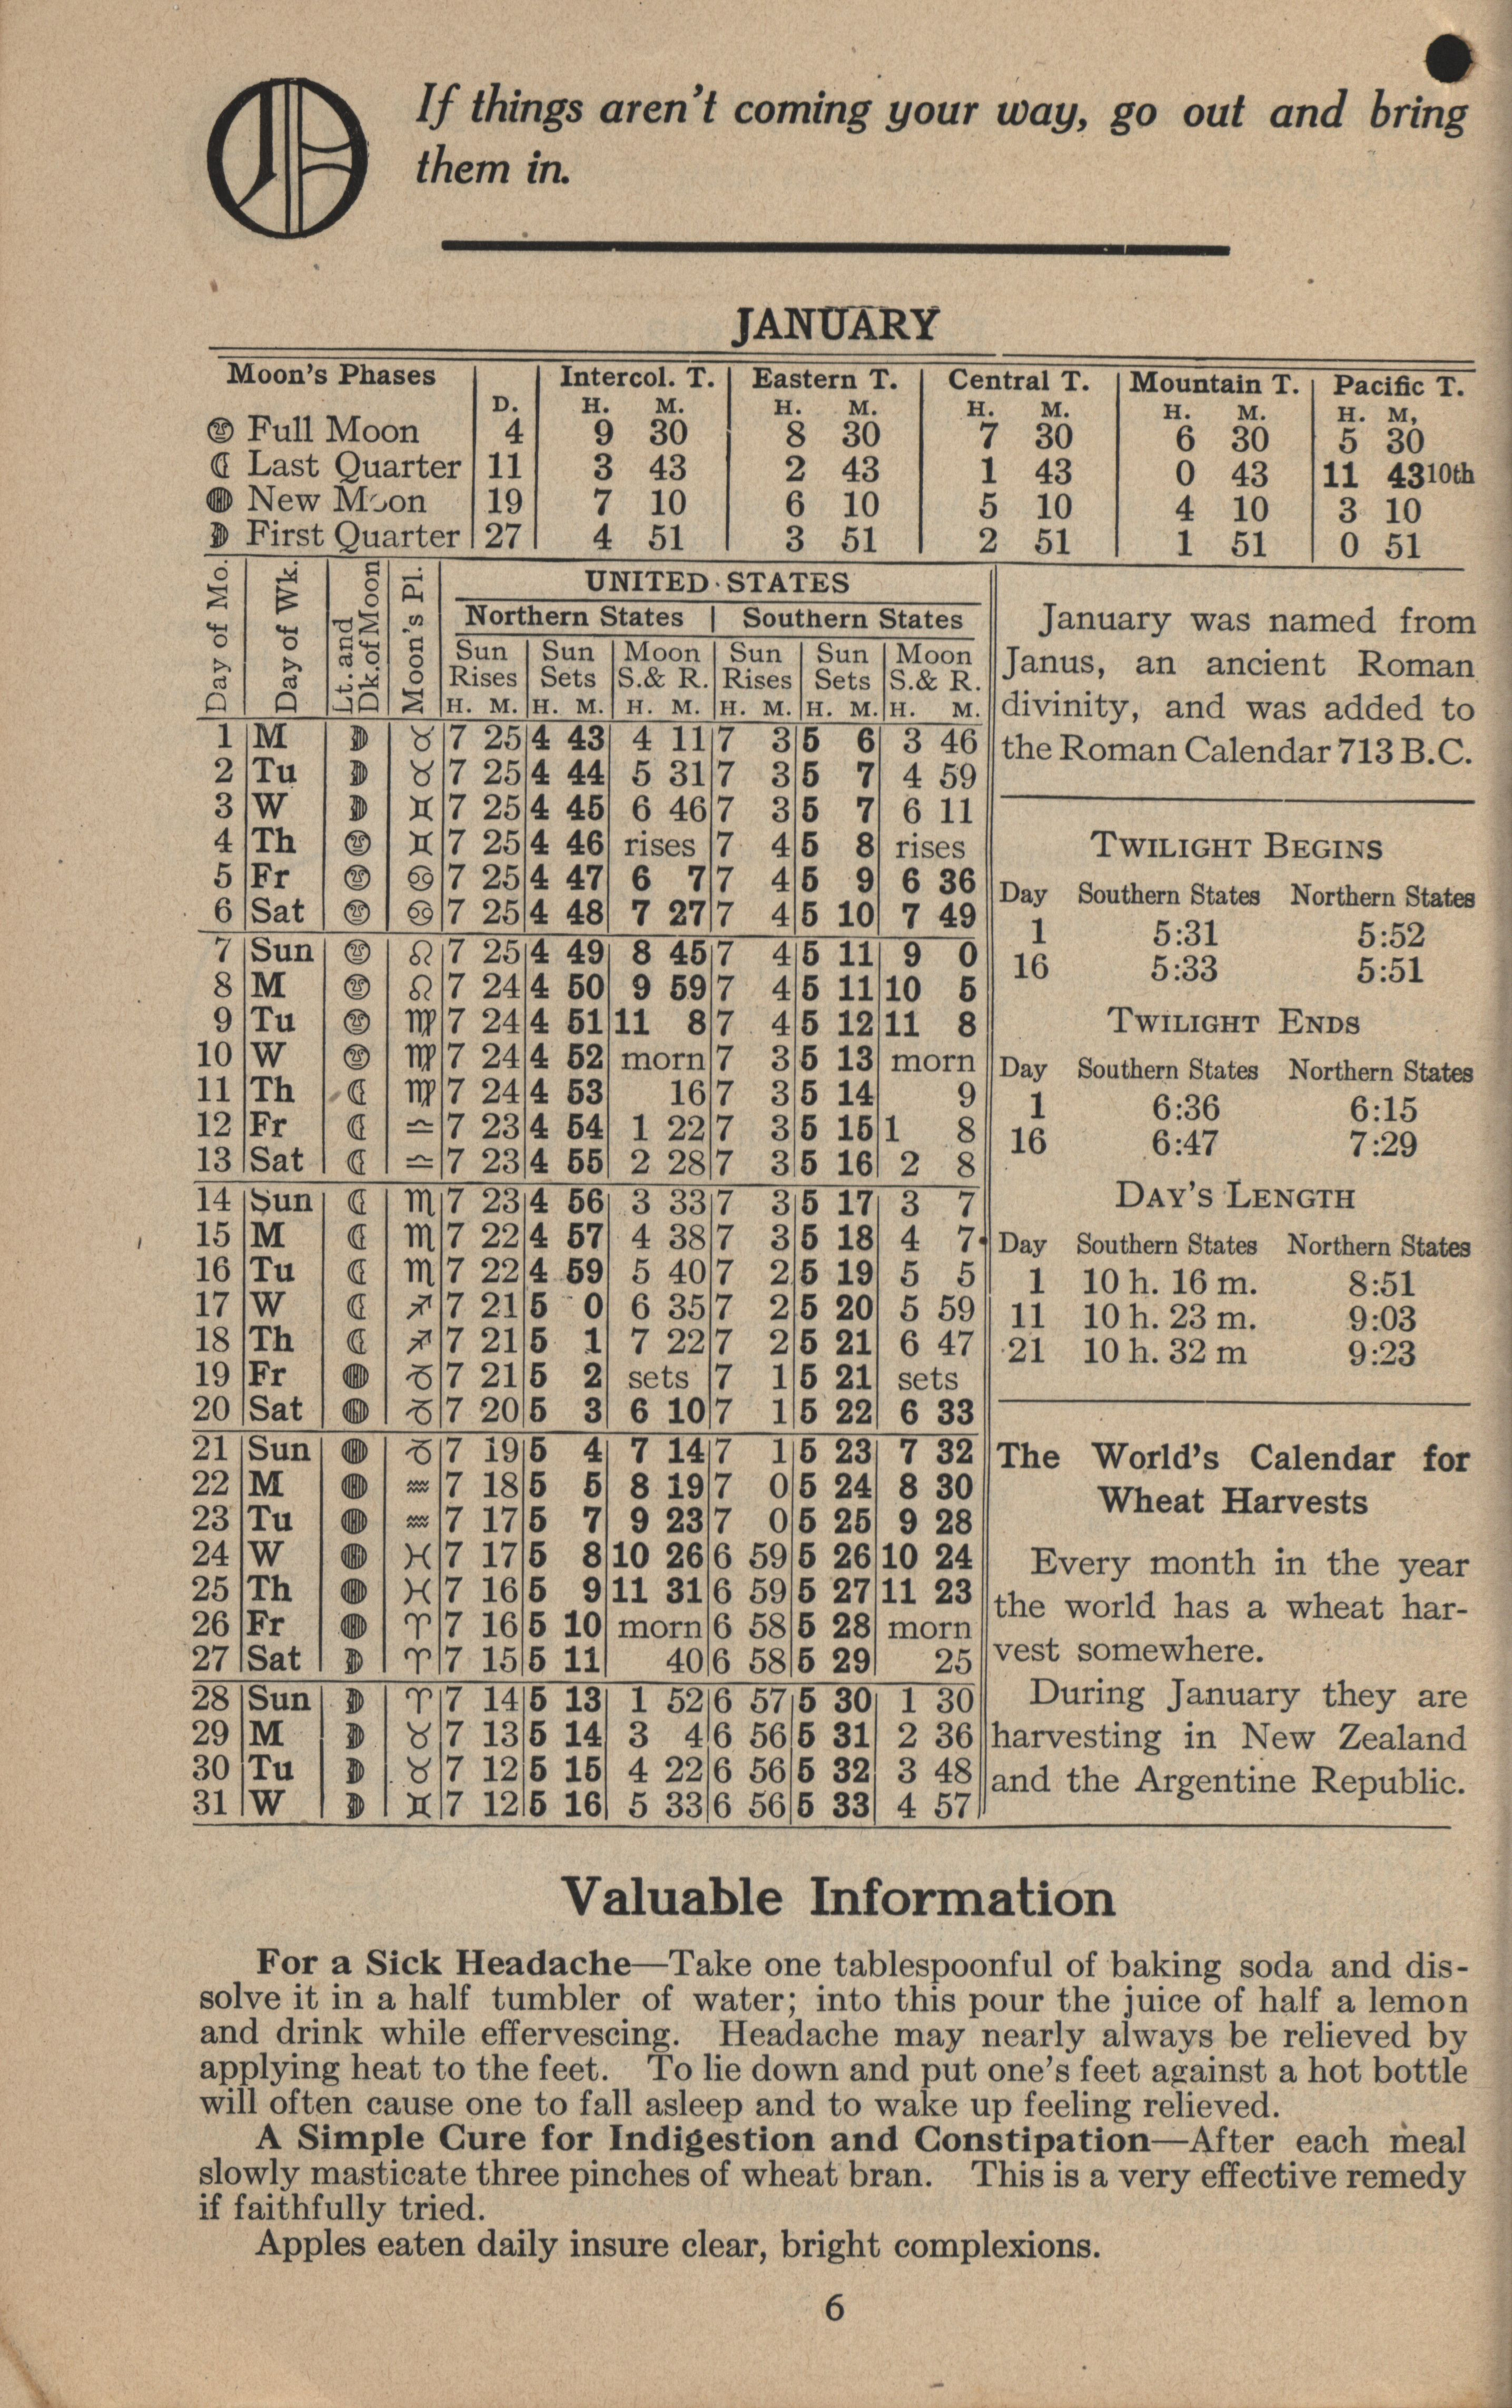 If things aren't coming your way, go out and bring
them in.
JANUARY
Moon's Phases | D. | Intercol. T. H. M. | Eastern T. H. M. | Central T. H. M. | Mountain T. H. M. | Pacific T. H. M,
Full Moon | 4 | 9 30 | 8 30 | 7 30 | 6 30 | 5 30
Last Quarter | 11 | 3 43 | 2 43 | 1 43 | 0 43 | 11 43 10th
New Moon | 19 | 7 10 | 6 10 | 5 10 | 4 10 | 3 10
First Quarter | 27 | 4 51 | 3 51 | 2 51 | 1 51 | 0 51
Day of Mo. | Day of Wk. | Lt. and Dk. of Moon | Moon's Pl.
UNITED STATES
Northern States | Southern States
Sun | Sun | Moon | Sun | Sun | Moon
Rises | Sets | S. & R. | Rises | Sets | S. & R.
H. M. | H. M. | H. M. | H. M. | H. M. | H. M.
1 | M | ♉ | 7 25 | 4 43 | 4 11 | 7 3 | 5 6 | 3 46
2 | Tu | ♉ | 7 25 | 4 44 | 5 31 | 7 3 | 5 7 | 4 59
3 | W | ♊ | 7 25 | 4 45 | 6 46 | 7 3 | 5 7 | 6 11
4 | Th | ♊ | 7 25 | 4 46 | rises | 7 4 | 5 8 | rises
5 | Fr | ♋ | 7 25 | 4 47 | 6 7 | 7 4 | 5 9 | 6 36
6 | Sat | ♋ | 7 25 | 4 48 | 7 27 | 7 4 | 5 10 | 7 49
7 | Sun | ♌ | 7 25 | 4 49 | 8 45 | 7 4 | 5 11 | 9 0
8 | M | ♌ | 7 24 | 4 50 | 9 59 | 7 4 | 5 11 | 10 5
9 | Tu | ♍ | 7 24 | 4 51 | 11 8 | 7 4 | 5 12 | 11 8
10 | W | ♍ | 7 24 | 4 52 | morn | 7 3 | 5 13 | morn
11 | Th | ♍ | 7 24 | 4 53 | 16 | 7 3 | 5 14 | 9
12 | Fr | ♎ | 7 23 | 4 54 | 1 22 | 7 3 | 5 15 | 1 8
13 | Sat | ♎ | 7 23 | 4 55 | 2 28 | 7 3 | 5 16 | 2 8
14 | Sun | ♏ | 7 23 | 4 56 | 3 33 | 7 3 | 5 17 | 3 7
15 | M | ♏ | 7 22 | 4 57 | 4 38 | 7 3 | 5 18 | 4 7
16 | Tu | ♏ | 7 22 | 4 59 | 5 40 | 7 2 | 5 19 | 5 5
17 | W | ♐ | 7 21 | 5 0 | 6 35 | 7 2 | 5 20 | 5 59
18 | Th | ♐ | 7 21 | 5 1 | 7 22 | 7 2 | 5 21 | 6 47
19 | Fr | ♑ | 7 21 | 5 2 | sets | 7 1 | 5 21 | sets
20 | Sat | ♑ | 7 20 | 5 3 | 6 10 | 7 1 | 5 22 | 6 33
21 | Sun | ♑ | 7 19 | 5 4 | 7 14 | 7 1 | 5 23 | 7 32
22 | M | ♒ | 7 18 | 5 5 | 8 19 | 7 0 | 5 24 | 8 30
23 | Tu | ♒ | 7 17 | 5 7 | 9 23 | 7 0 | 5 25 | 9 28
24 | W | ♓ | 7 17 | 5 8 | 10 26 | 6 59 | 5 26 | 10 24
25 | Th | ♓ | 7 16 | 5 9 | 11 31 | 6 59 | 5 27 | 11 23
26 | Fr | ♈ | 7 16 | 5 10 | morn | 6 58 | 5 28 | morn
27 | Sat | ♈ | 7 15 | 5 11 | 40 | 6 58 | 5 29 | 25
28 | Sun | ♈ | 7 14 | 5 13 | 1 52 | 6 57 | 5 30 | 1 30
29 | M | ♉ | 7 13 | 5 14 | 3 4 | 6 56 | 5 31 | 2 36
30 | Tu | ♉ | 7 12 | 5 15 | 4 22 | 6 56 | 5 32 | 3 48
31 | W | ♊ | 7 12 | 5 16 | 5 33 | 6 56 | 5 33 | 4 57
January was named from
Janus, an ancient Roman
divinity, and was added to
the Roman Calendar 713 B.C.
TWILIGHT BEGINS
Day Southern States Northern States
1 5:31 5:52
16 5:33 5:51
TWILIGHT ENDS
Day Southern States Northern States
1 6:36 6:15
16 6:47 7:29
DAY'S LENGTH
Day Southern States Northern States
1 10 h. 16 m. 8:51
11 10 h. 23 m. 9:03
21 10 h. 32 m 9:23
The World's Calendar for
Wheat Harvests
Every month in the year
the world has a wheat har-
vest somewhere.
During January they are
harvesting in New Zealand
and the Argentine Republic.
Valuable Information
For a Sick Headache—Take one tablespoonful of baking soda and dis-
solve it in a half tumbler of water; into this pour the juice of half a lemon
and drink while effervescing. Headache may nearly always be relieved by
applying heat to the feet. To lie down and put one's feet against a hot bottle
will often cause one to fall asleep and to wake up feeling relieved.
A Simple Cure for Indigestion and Constipation—After each meal
slowly masticate three pinches of wheat bran. This is a very effective remedy
if faithfully tried.
Apples eaten daily insure clear, bright complexions.
6